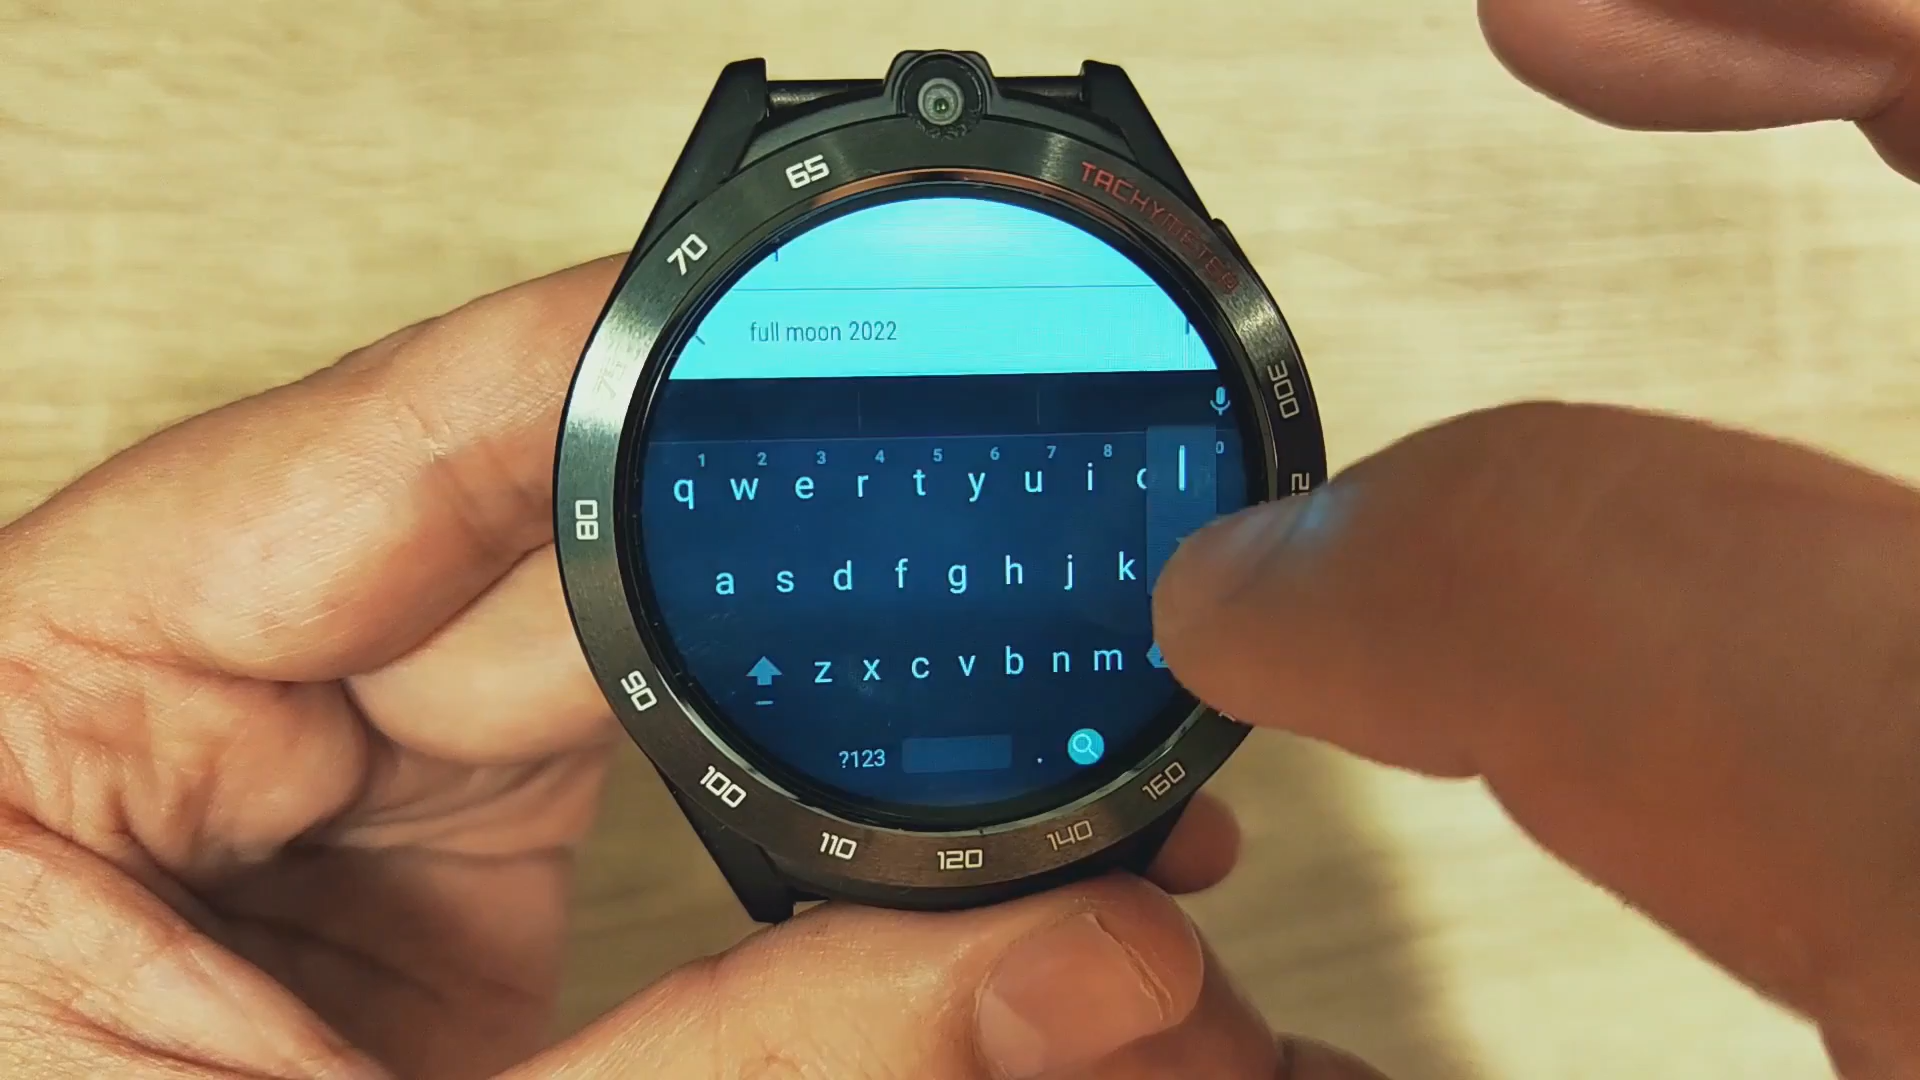 65
TACHYMETER
70
full moon 2022
300
1 2 3 4 5 6 7 8 0
q w e r t y u i l
80
a s d f g h j k
z x c v b n m
90
?123 .
100
160
110
140
120